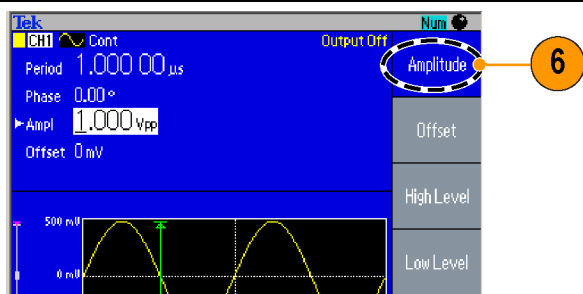 Tek
Num
CH1 Cont
Output Off
Period 1.000 00 µs
Phase 0.00 °
Ampl 1.000 Vpp
Offset 0 mV
Amplitude
6
Offset
High Level
Low Level
500 mV
0 mV